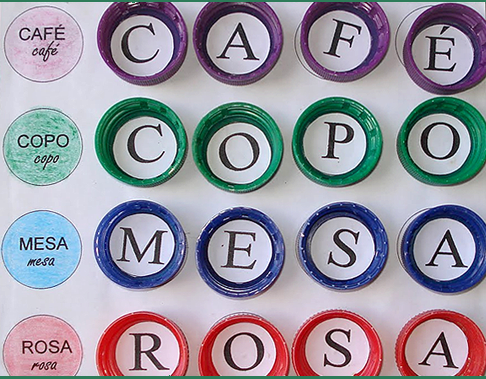 CAFÉ C A F É
café
COPO C O P O
copo
MESA M E S A
mesa
ROSA R O S A
rosa